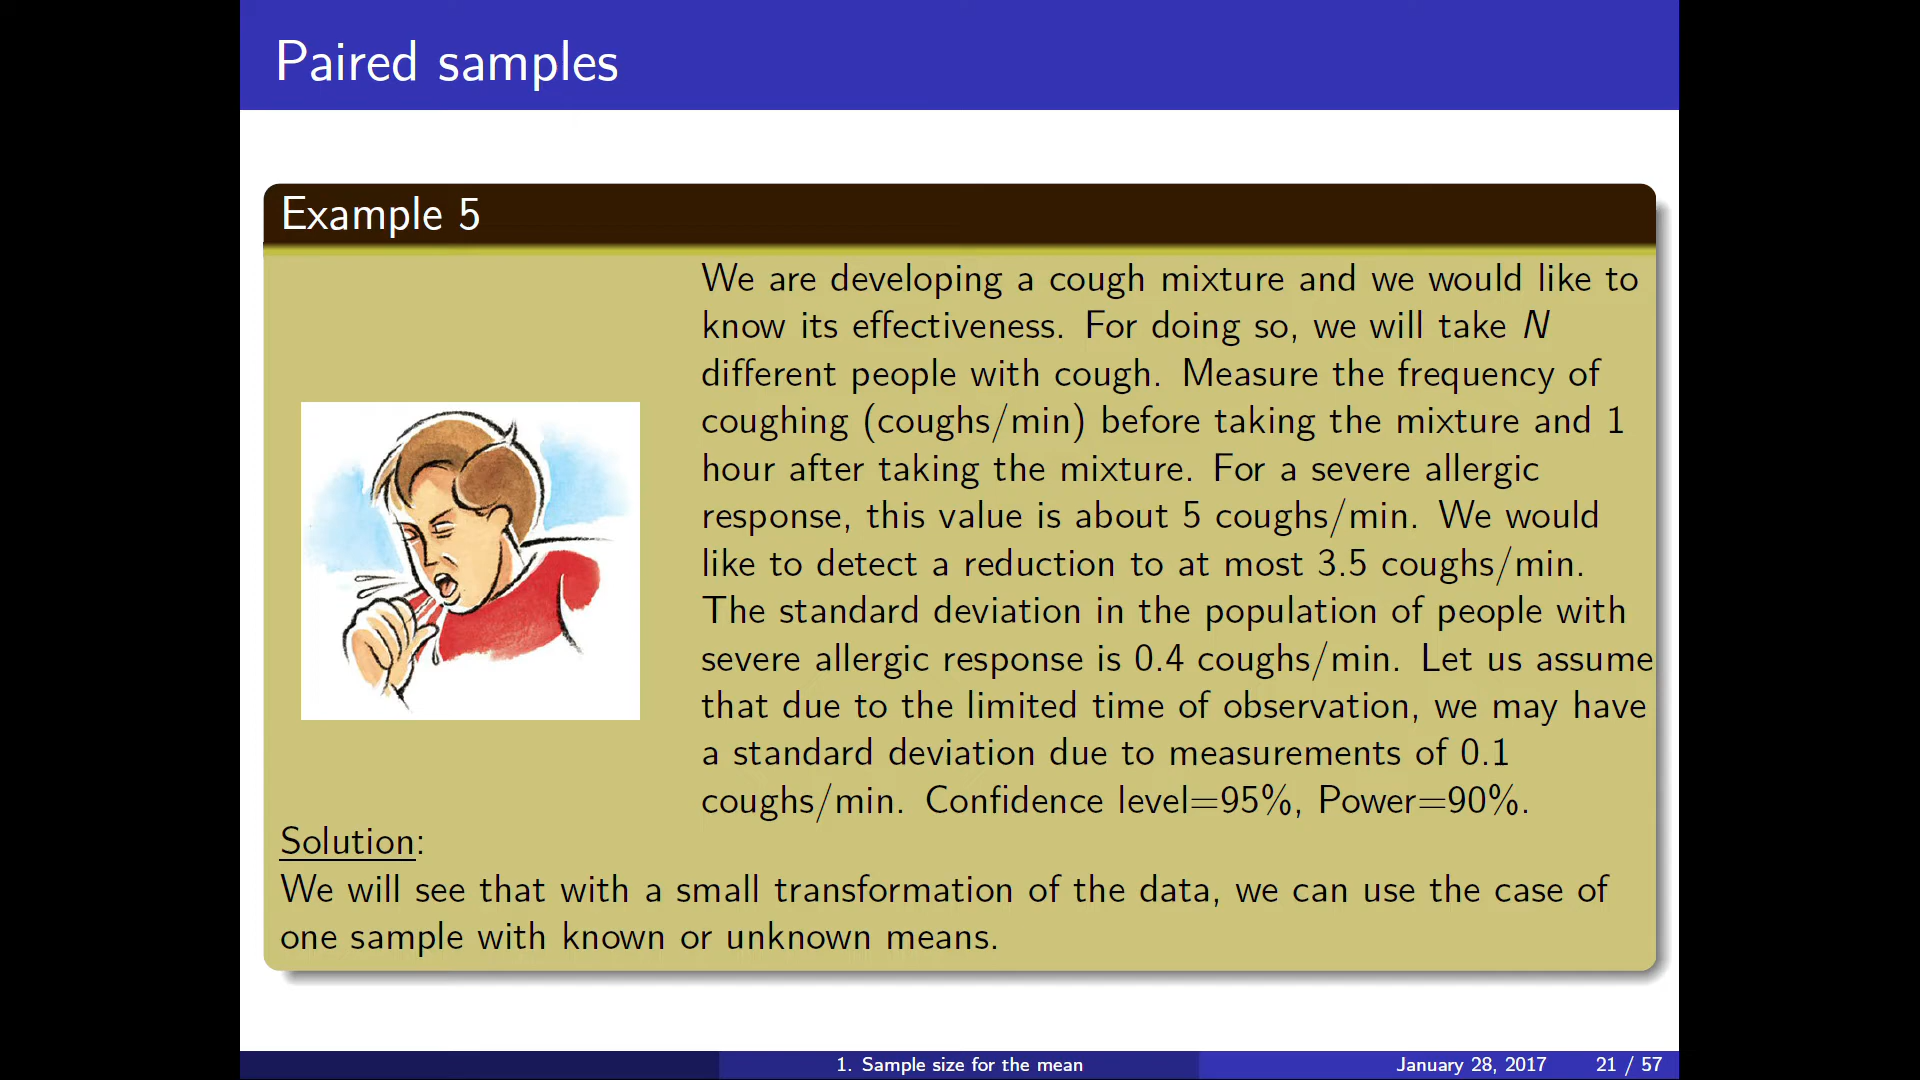 Paired samples
Example 5
We are developing a cough mixture and we would like to
know its effectiveness. For doing so, we will take N
different people with cough. Measure the frequency of
coughing (coughs/min) before taking the mixture and 1
hour after taking the mixture. For a severe allergic
response, this value is about 5 coughs/min. We would
like to detect a reduction to at most 3.5 coughs/min.
The standard deviation in the population of people with
severe allergic response is 0.4 coughs/min. Let us assume
that due to the limited time of observation, we may have
a standard deviation due to measurements of 0.1
coughs/min. Confidence level=95%, Power=90%.
Solution:
We will see that with a small transformation of the data, we can use the case of
one sample with known or unknown means.
1. Sample size for the mean January 28, 2017 21 / 57